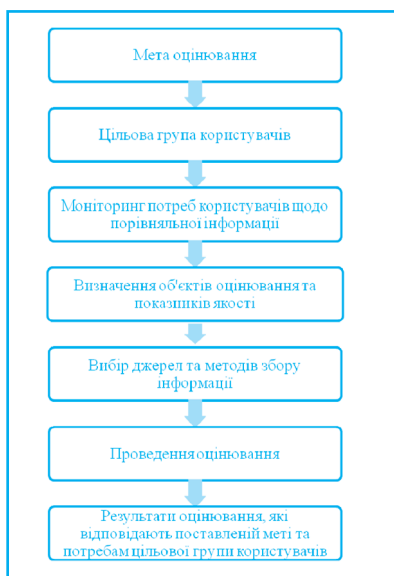 Мета оцінювання
Цільова група користувачів
Моніторинг потреб користувачів щодо
порівняльної інформації
Визначення об'єктів оцінювання та
показників якості
Вибір джерел та методів збору
інформації
Проведення оцінювання
Результати оцінювання, які
відповідають поставленій меті та
потребам цільової групи користувачів